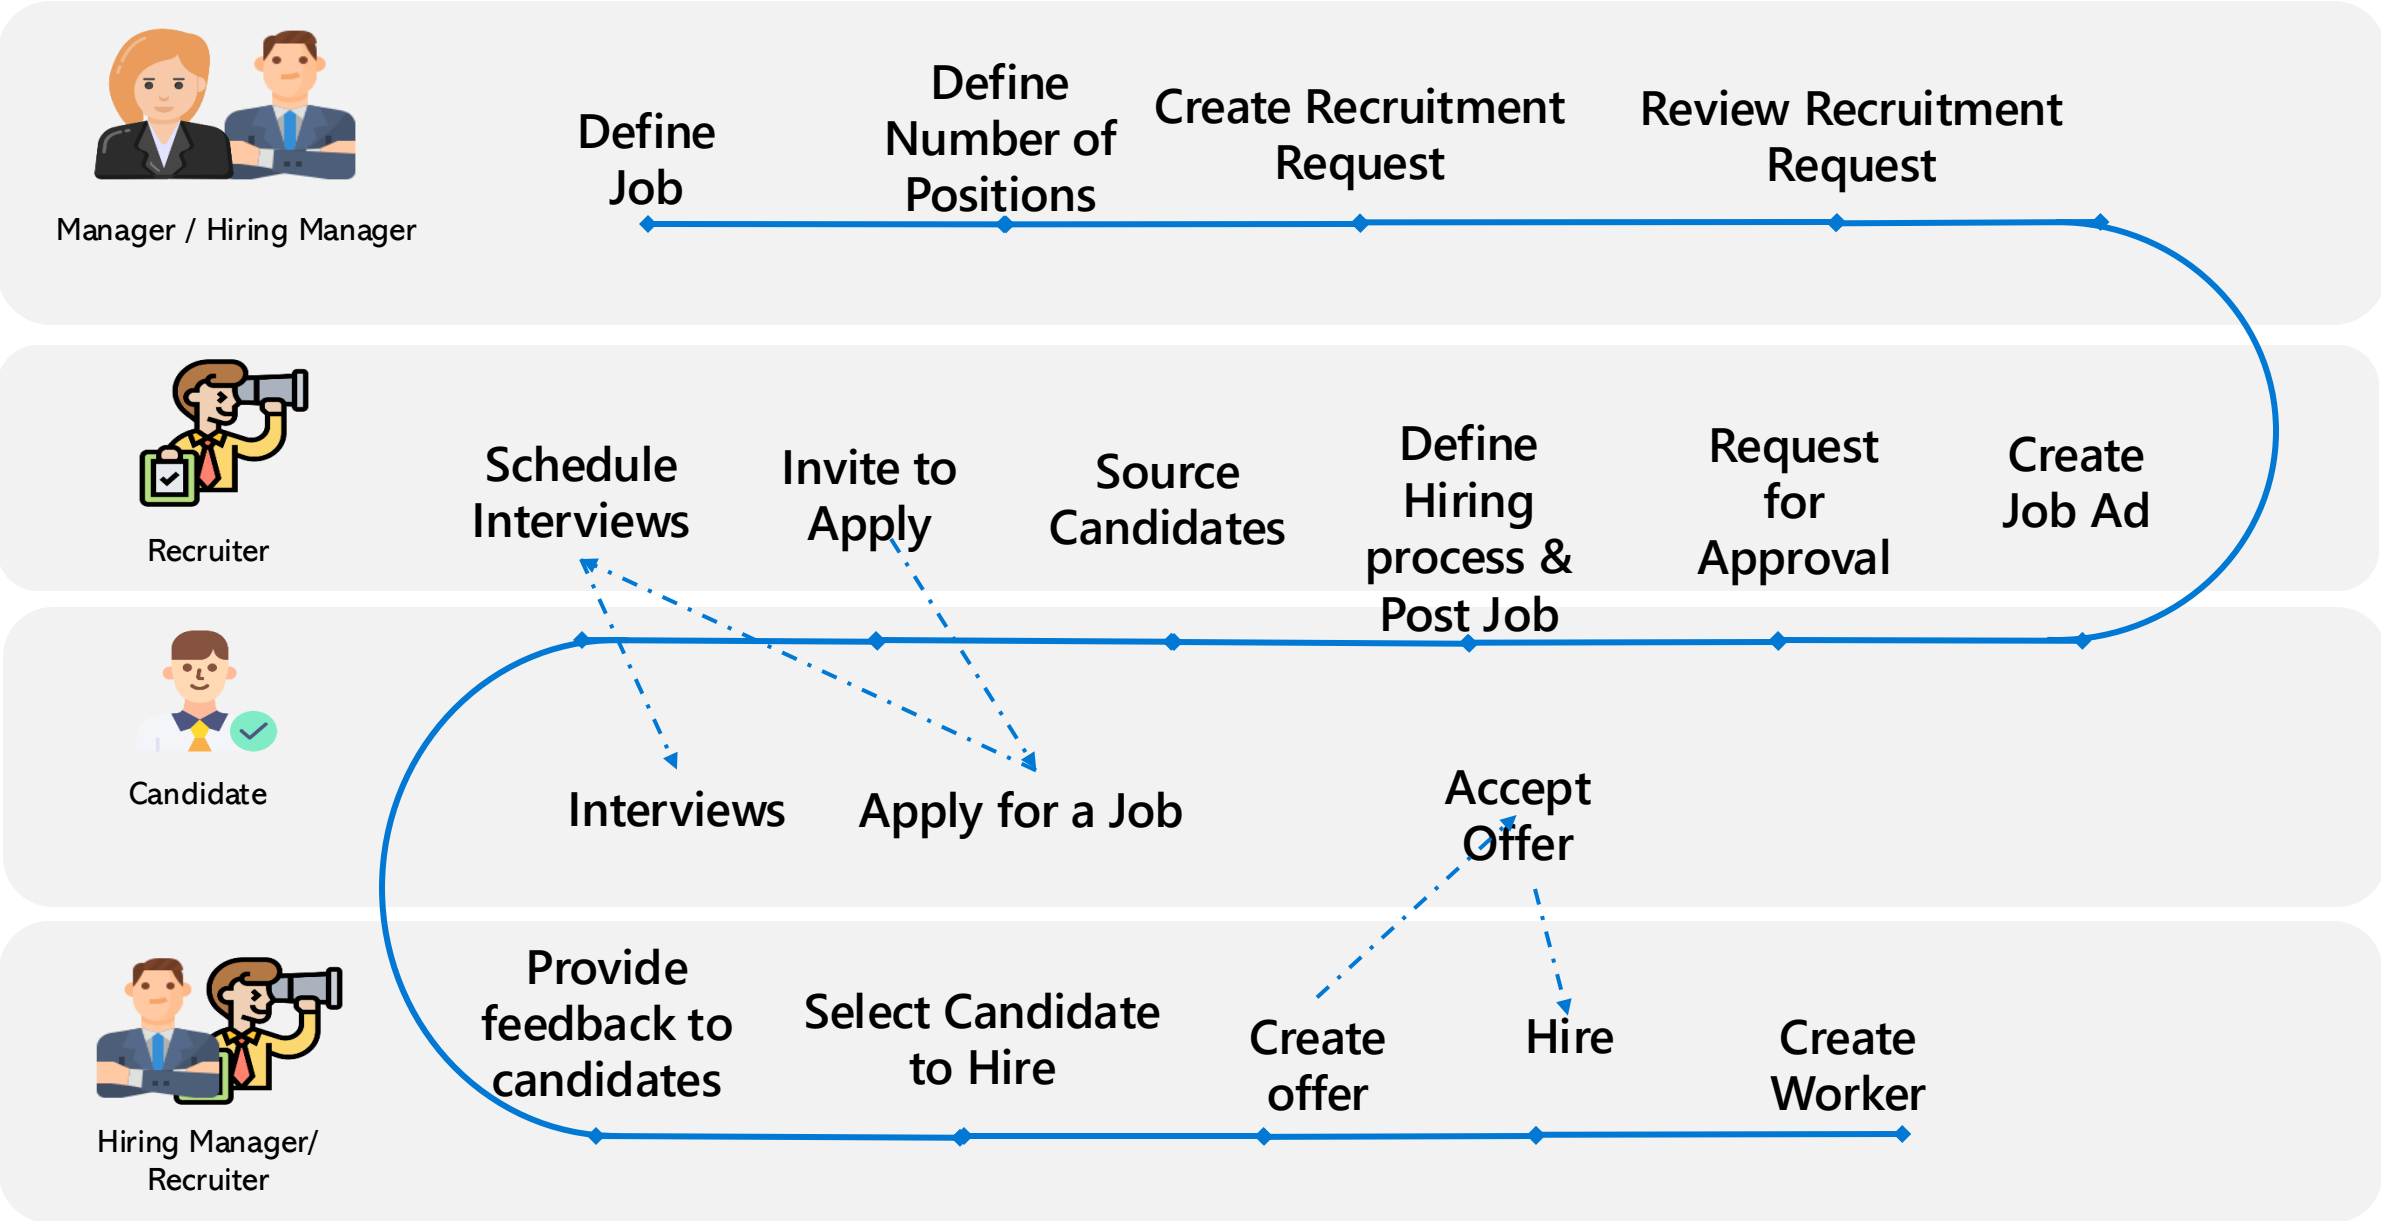 Manager / Hiring Manager
Define
Job
Define
Number of
Positions
Create Recruitment
Request
Review Recruitment
Request
Recruiter
Schedule
Interviews
Invite to
Apply
Source
Candidates
Define
Hiring
process &
Post Job
Request
for
Approval
Create
Job Ad
Candidate
Interviews
Apply for a Job
Accept
Offer
Hiring Manager/
Recruiter
Provide
feedback to
candidates
Select Candidate
to Hire
Create
offer
Hire
Create
Worker